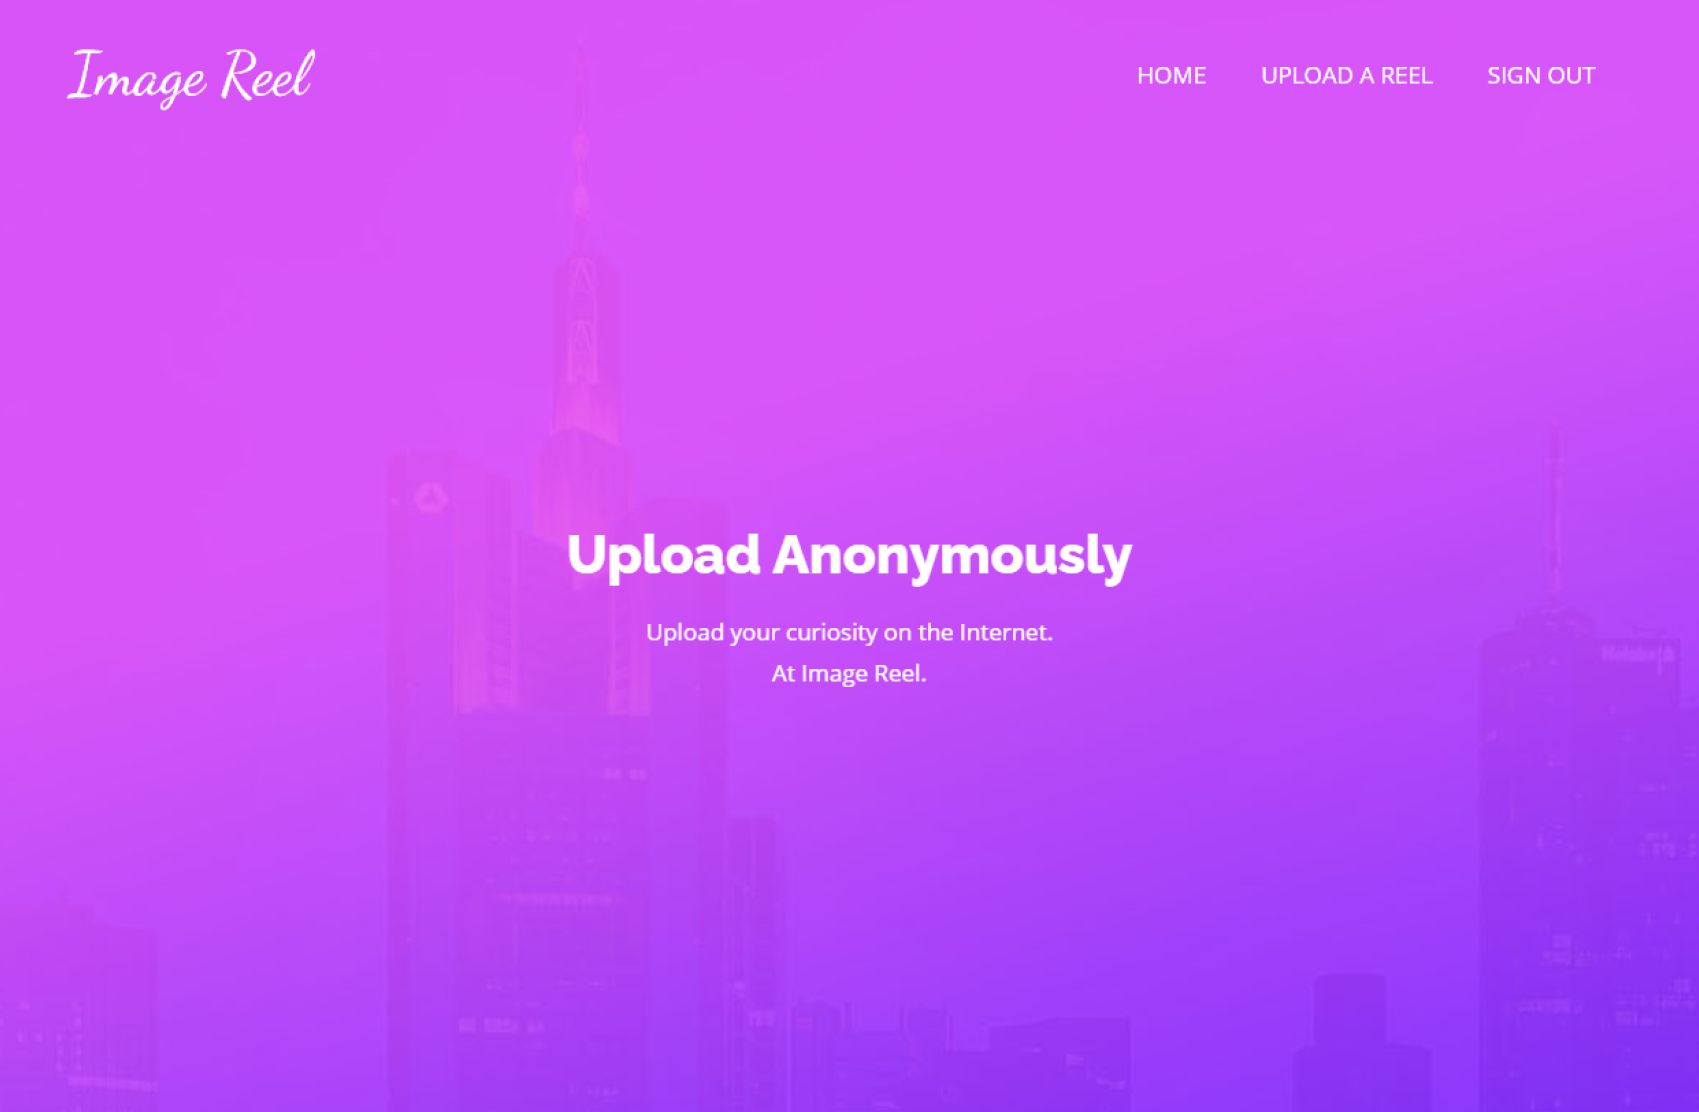 Image Reel
HOME
UPLOAD A REEL
SIGN OUT
Upload Anonymously
Upload your curiosity on the Internet.
At Image Reel.